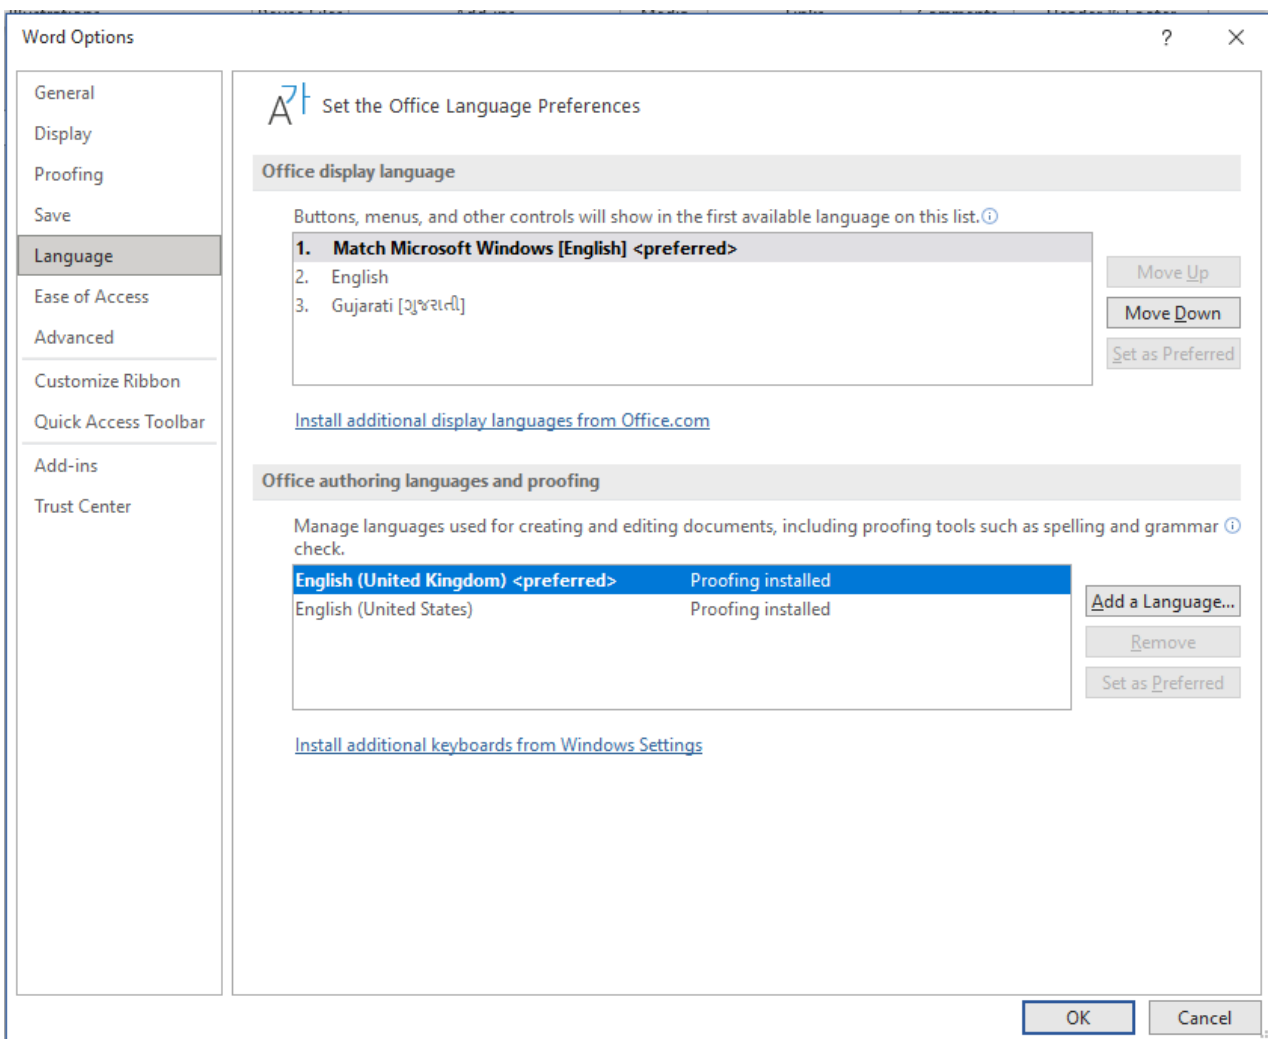 Word Options
?
General
Display
Proofing
Save
Language
Ease of Access
Advanced
Customize Ribbon
Quick Access Toolbar
Add-ins
Trust Center
Set the Office Language Preferences
Office display language
Buttons, menus, and other controls will show in the first available language on this list.
1. Match Microsoft Windows [English] <preferred>
2. English
3. Gujarati [ગુજરાતી]
Move Up
Move Down
Set as Preferred
Install additional display languages from Office.com
Office authoring languages and proofing
Manage languages used for creating and editing documents, including proofing tools such as spelling and grammar
check.
English (United Kingdom) <preferred> Proofing installed
English (United States) Proofing installed
Add a Language...
Remove
Set as Preferred
Install additional keyboards from Windows Settings
OK
Cancel